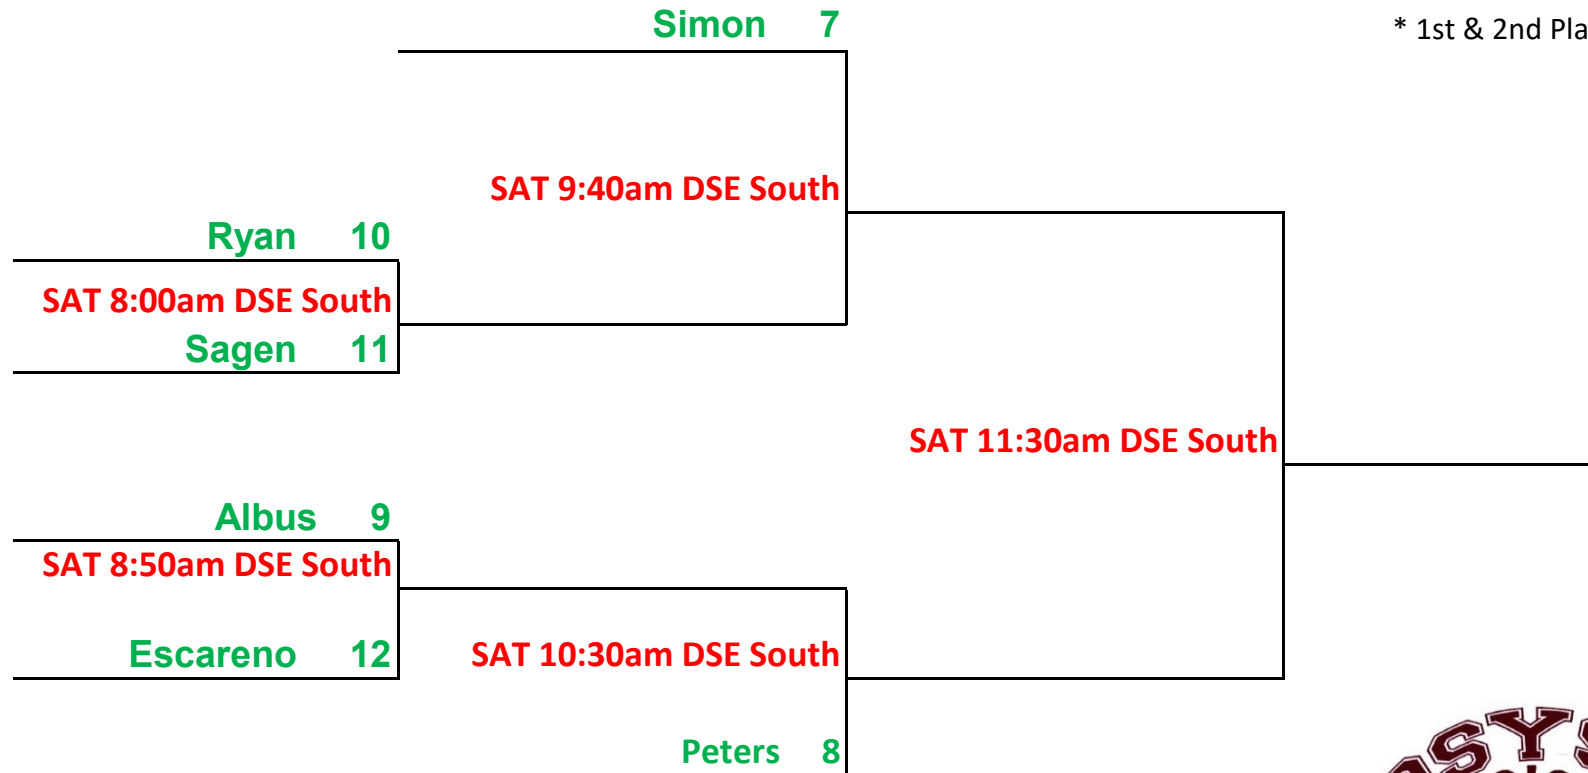 Simon 7
* 1st & 2nd Pla
SAT 9:40am DSE South
Ryan 10
SAT 8:00am DSE South
Sagen 11
SAT 11:30am DSE South
Albus 9
SAT 8:50am DSE South
Escareno 12
SAT 10:30am DSE South
Peters 8
ASYS